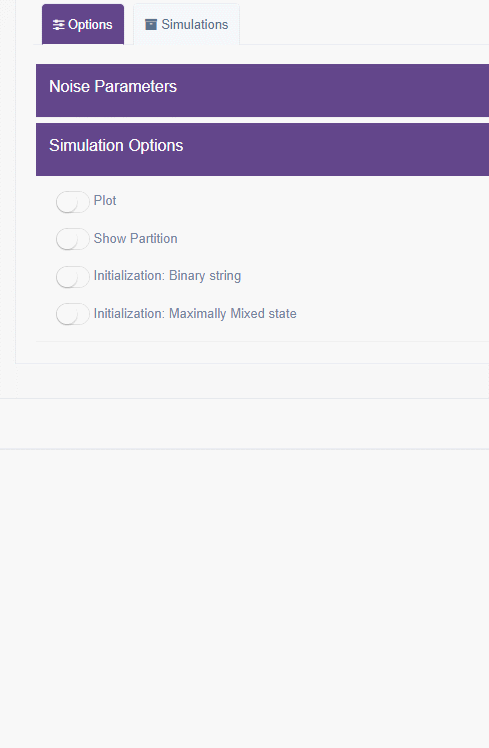 Options
Simulations
Noise Parameters
Simulation Options
Plot
Show Partition
Initialization: Binary string
Initialization: Maximally Mixed state